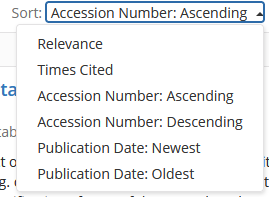 Sort: Accession Number: Ascending
Relevance
Times Cited
Accession Number: Ascending
Accession Number: Descending
Publication Date: Newest
Publication Date: Oldest